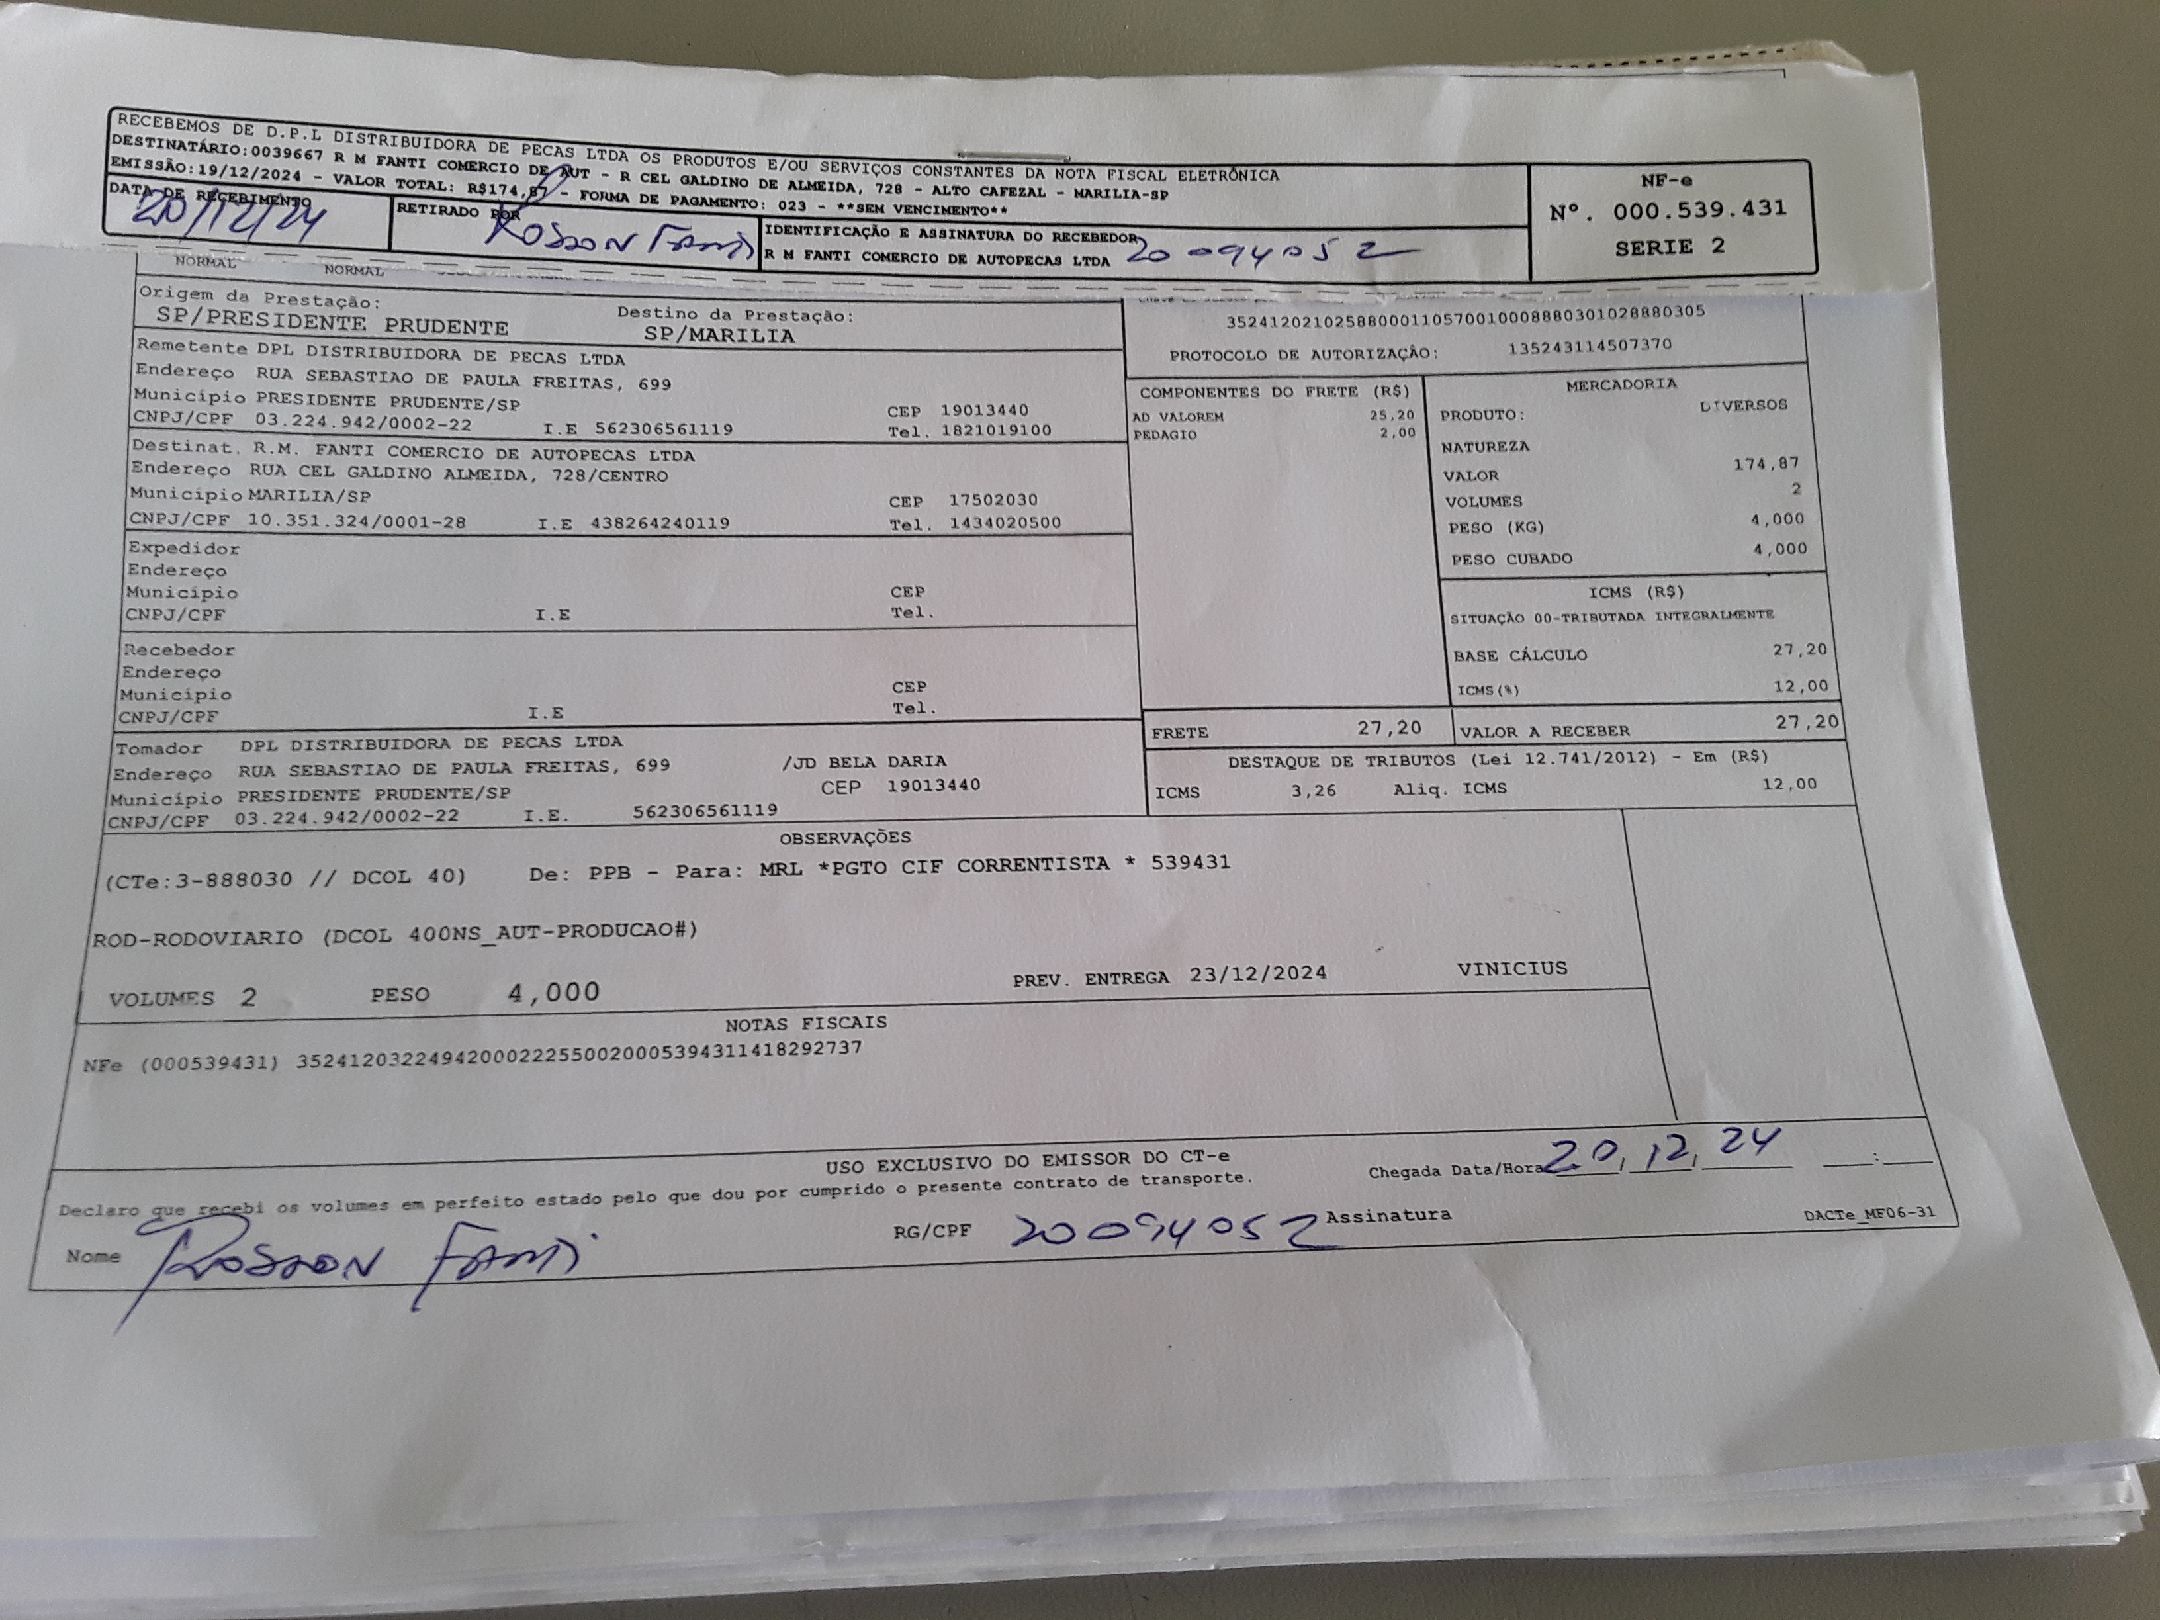 RECEBEMOS DE D.P.L DISTRIBUIDORA DE PECAS LTDA OS PRODUTOS E/OU SERVIÇOS CONSTANTES DA NOTA FISCAL ELETRÔNICA
DESTINATÁRIO:0039667 R M FANTI COMERCIO DE AUT - R CEL GALDINO DE ALMEIDA, 728 - ALTO CAFEZAL - MARILIA-SP
EMISSÃO:19/12/2024 - VALOR TOTAL: R$174,87 - FORMA DE PAGAMENTO: 023 - **SEM VENCIMENTO**
DATA DE RECEBIMENTO
20/12/24
RETIRADO POR
Fanti
IDENTIFICAÇÃO E ASSINATURA DO RECEBEDOR
R M FANTI COMERCIO DE AUTOPECAS LTDA 20094052
NF-e
Nº. 000.539.431
SERIE 2
NORMAL NORMAL
Origem da Prestação:
SP/PRESIDENTE PRUDENTE
Destino da Prestação:
SP/MARILIA
35241202102588000110570010008880301028880305
PROTOCOLO DE AUTORIZAÇÃO: 135243114507370
Remetente DPL DISTRIBUIDORA DE PECAS LTDA
Endereço RUA SEBASTIAO DE PAULA FREITAS, 699
Município PRESIDENTE PRUDENTE/SP CEP 19013440
CNPJ/CPF 03.224.942/0002-22 I.E 562306561119 Tel. 1821019100
Destinat. R.M. FANTI COMERCIO DE AUTOPECAS LTDA
Endereço RUA CEL GALDINO ALMEIDA, 728/CENTRO
Município MARILIA/SP CEP 17502030
CNPJ/CPF 10.351.324/0001-28 I.E 438264240119 Tel. 1434020500
Expedidor
Endereço
Município CEP
CNPJ/CPF I.E Tel.
Recebedor
Endereço
Município CEP
CNPJ/CPF I.E Tel.
Tomador DPL DISTRIBUIDORA DE PECAS LTDA
Endereço RUA SEBASTIAO DE PAULA FREITAS, 699 /JD BELA DARIA
Município PRESIDENTE PRUDENTE/SP CEP 19013440
CNPJ/CPF 03.224.942/0002-22 I.E. 562306561119
COMPONENTES DO FRETE (R$)
AD VALOREM 25,20
PEDAGIO 2,00
MERCADORIA
PRODUTO: DIVERSOS
NATUREZA
VALOR 174,87
VOLUMES 2
PESO (KG) 4,000
PESO CUBADO 4,000
ICMS (R$)
SITUAÇÃO 00-TRIBUTADA INTEGRALMENTE
BASE CÁLCULO 27,20
ICMS(%) 12,00
FRETE 27,20 VALOR A RECEBER 27,20
DESTAQUE DE TRIBUTOS (Lei 12.741/2012) - Em (R$)
ICMS 3,26 Aliq. ICMS 12,00
OBSERVAÇÕES
(CTe:3-888030 // DCOL 40) De: PPB - Para: MRL *PGTO CIF CORRENTISTA * 539431
ROD-RODOVIARIO (DCOL 400NS_AUT-PRODUCAO#)
VOLUMES 2 PESO 4,000 PREV. ENTREGA 23/12/2024 VINICIUS
NOTAS FISCAIS
NFe (000539431) 35241203224942000222550020005394311418292737
USO EXCLUSIVO DO EMISSOR DO CT-e
Declaro que recebi os volumes em perfeito estado pelo que dou por cumprido o presente contrato de transporte.
Chegada Data/Hora 20, 12, 24 __:__
Nome Fanti RG/CPF 20094052 Assinatura
DACTe_MF06-31